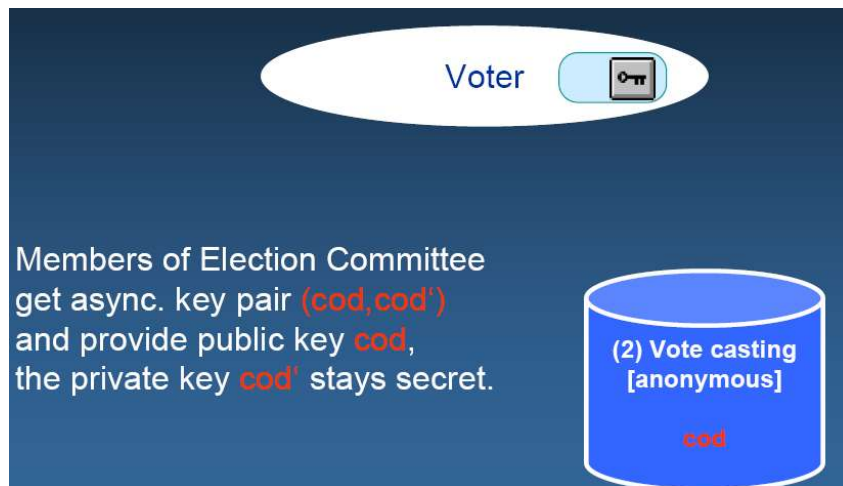 Voter
Members of Election Committee
get async. key pair (cod,cod‘)
and provide public key cod,
the private key cod‘ stays secret.
(2) Vote casting
[anonymous]
cod